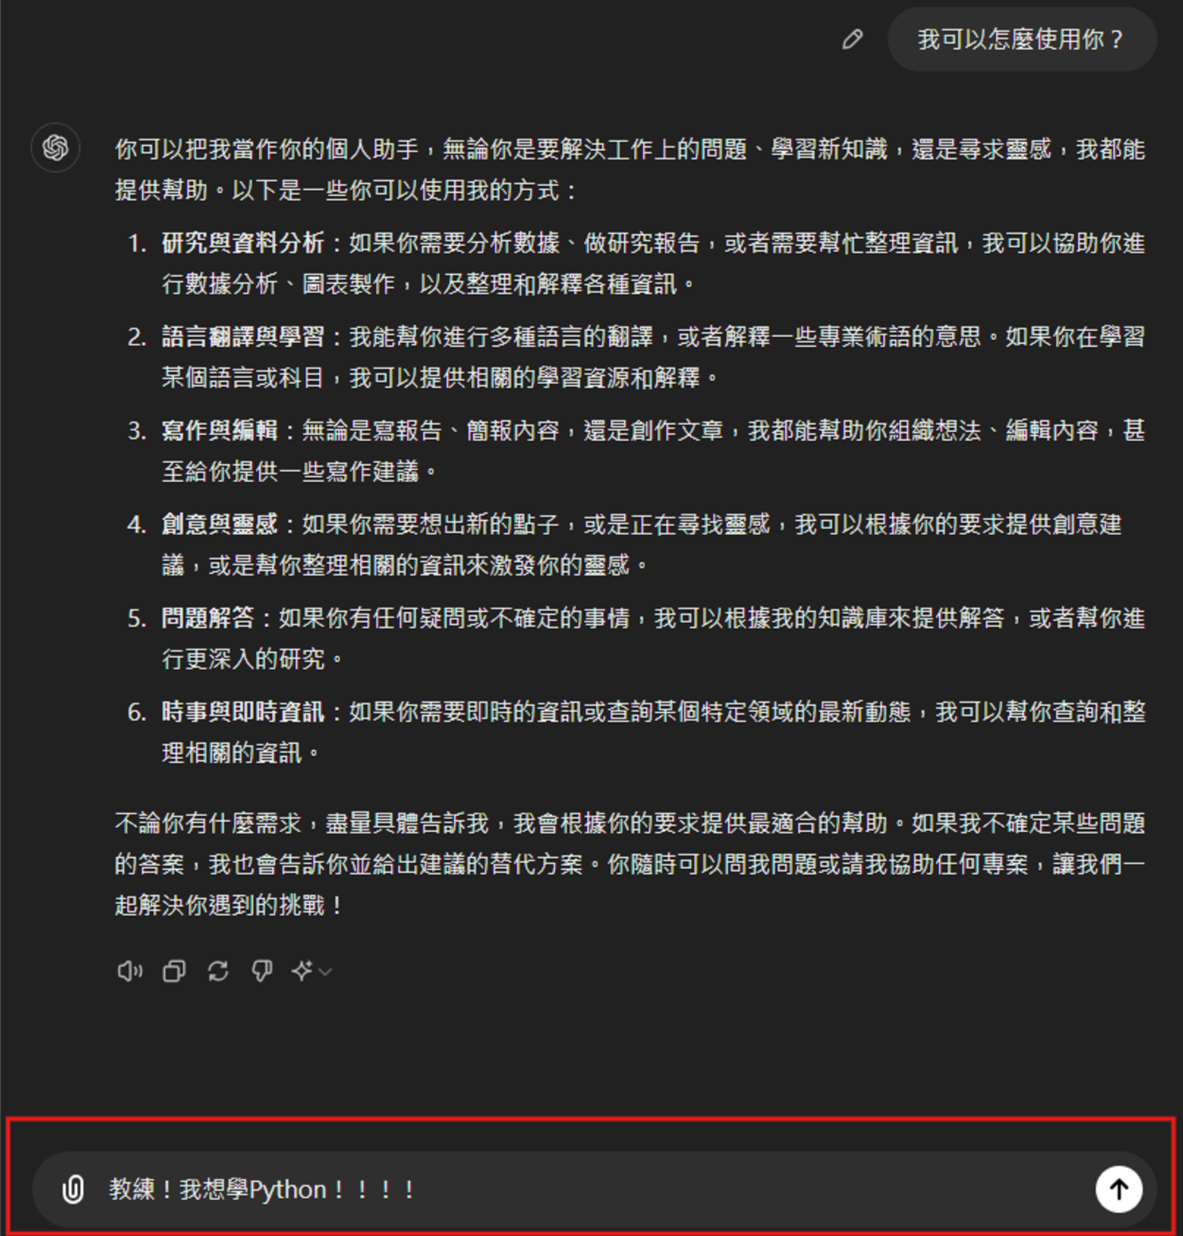 我可以怎麼使用你？
你可以把我當作你的個人助手，無論你是要解決工作上的問題、學習新知識，還是尋求靈感，我都能
提供幫助。以下是一些你可以使用我的方式：
1. 研究與資料分析：如果你需要分析數據、做研究報告，或者需要幫忙整理資訊，我可以協助你進
行數據分析、圖表製作，以及整理和解釋各種資訊。
2. 語言翻譯與學習：我能幫你進行多種語言的翻譯，或者解釋一些專業術語的意思。如果你在學習
某個語言或科目，我可以提供相關的學習資源和解釋。
3. 寫作與編輯：無論是寫報告、簡報內容，還是創作文章，我都能幫助你組織想法、編輯內容，甚
至給你提供一些寫作建議。
4. 創意與靈感：如果你需要想出新的點子，或是正在尋找靈感，我可以根據你的要求提供創意建
議，或是幫你整理相關的資訊來激發你的靈感。
5. 問題解答：如果你有任何疑問或不確定的事情，我可以根據我的知識庫來提供解答，或者幫你進
行更深入的研究。
6. 時事與即時資訊：如果你需要即時的資訊或查詢某個特定領域的最新動態，我可以幫你查詢和整
理相關的資訊。
不論你有什麼需求，盡量具體告訴我，我會根據你的要求提供最適合的幫助。如果我不確定某些問題
的答案，我也會告訴你並給出建議的替代方案。你隨時可以問我問題或請我協助任何專案，讓我們一
起解決你遇到的挑戰！
教練！我想學Python！！！！